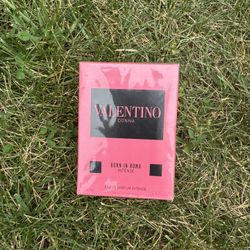 VALENTINO
DONNA
BORN IN ROMA
INTENSE
EAU DE PARFUM INTENSE